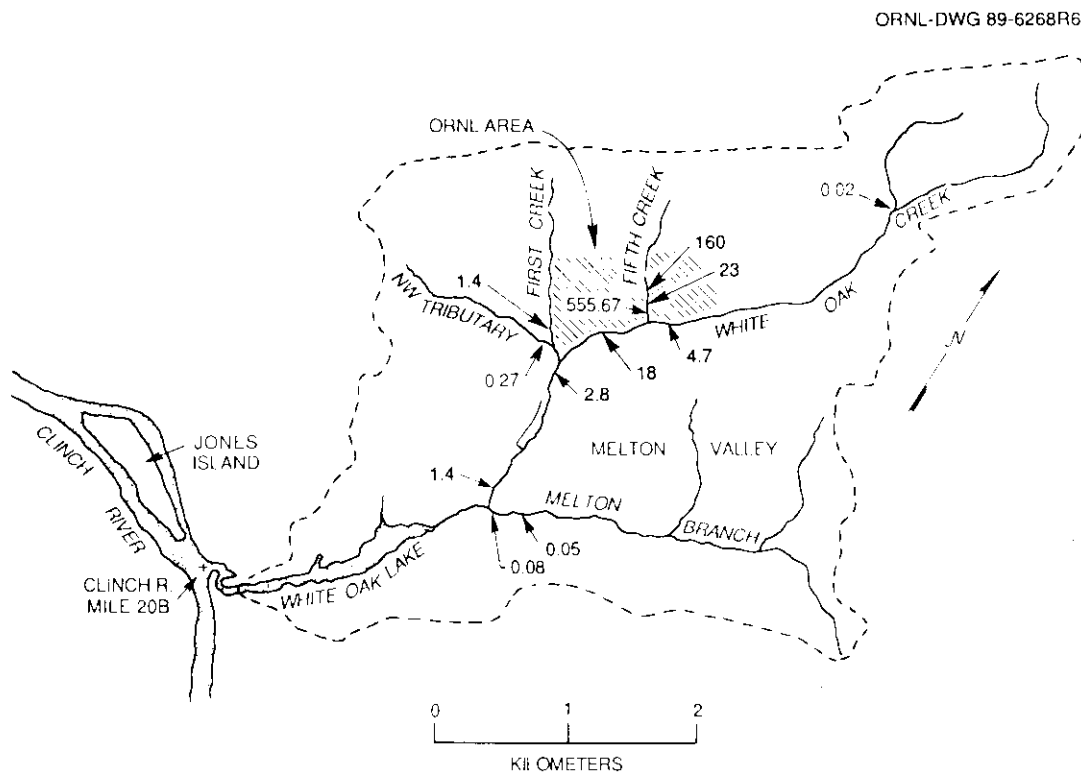 ORNL-DWG 89-6268R6
ORNL AREA
FIRST CREEK
FIFTH CREEK
0.02
CREEK
160
23
1.4
555.67
NW TRIBUTARY
WHITE
OAK
4.7
18
0.27
2.8
N
JONES
ISLAND
CLINCH
RIVER
MELTON
VALLEY
1.4
MELTON
BRANCH
0.05
0.08
CLINCH R.
MILE 20B
WHITE OAK LAKE
0
1
2
KILOMETERS